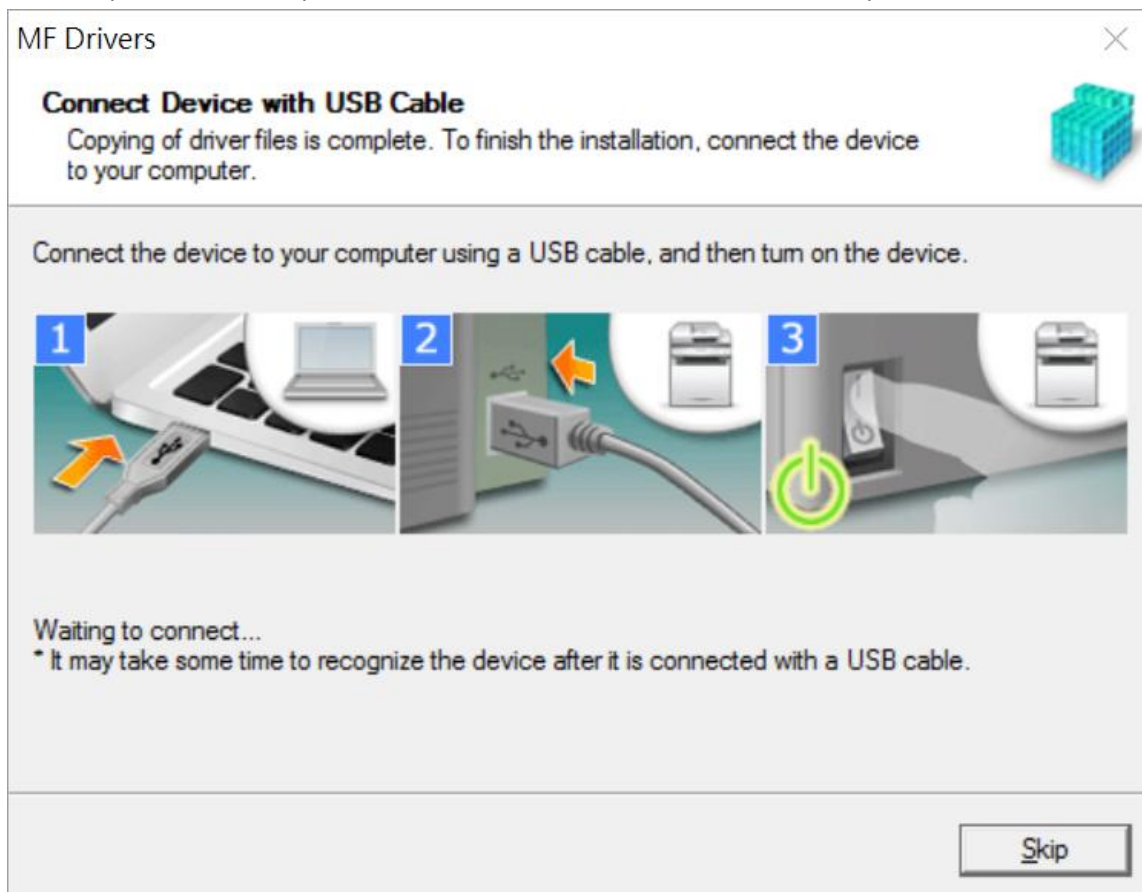 MF Drivers
Connect Device with USB Cable
Copying of driver files is complete. To finish the installation, connect the device
to your computer.
Connect the device to your computer using a USB cable, and then turn on the device.
1
2
3
Waiting to connect...
* It may take some time to recognize the device after it is connected with a USB cable.
Skip